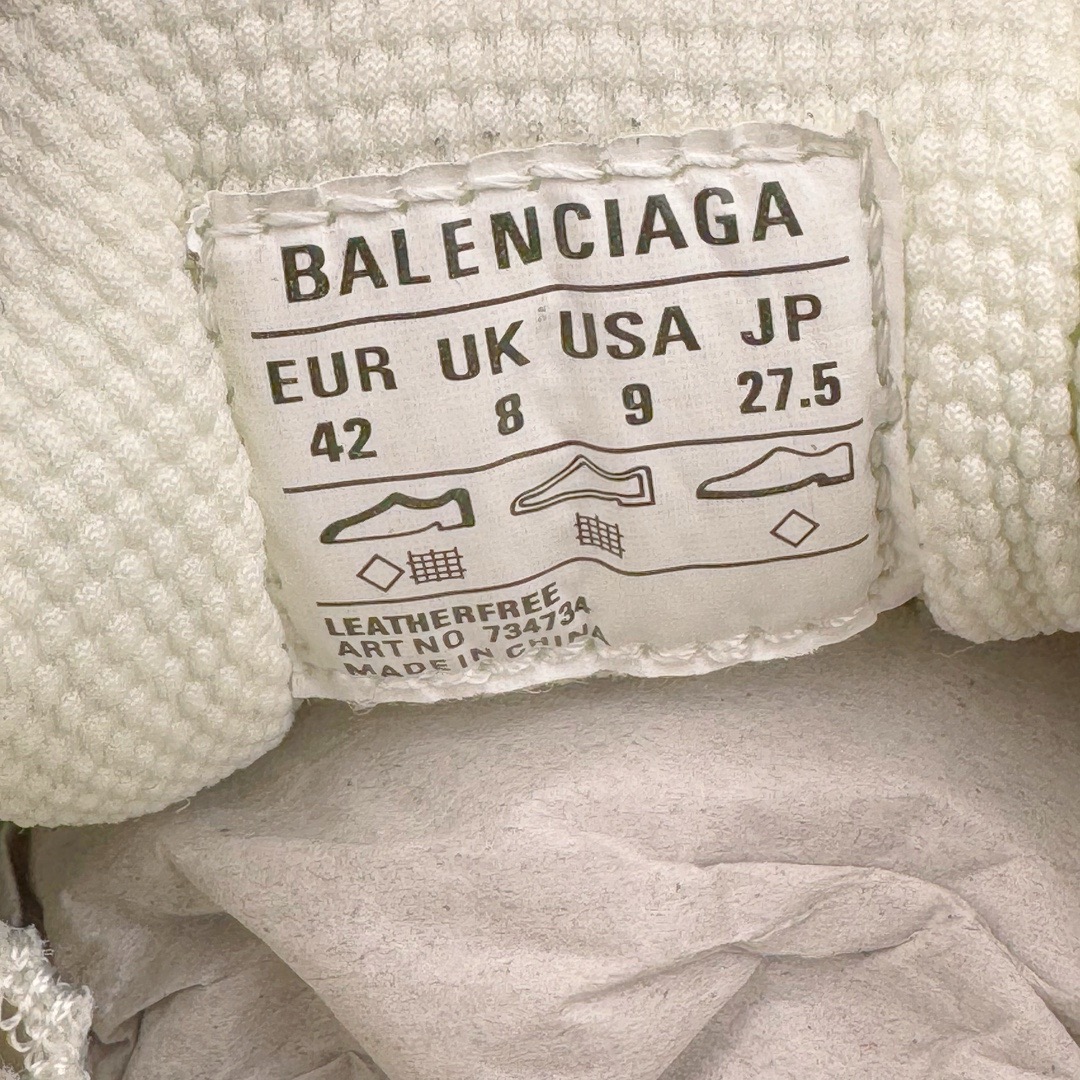 BALENCIAGA
EUR UK USA JP
42 8 9 27.5
LEATHERFREE
ART NO 734734
MADE IN CHINA